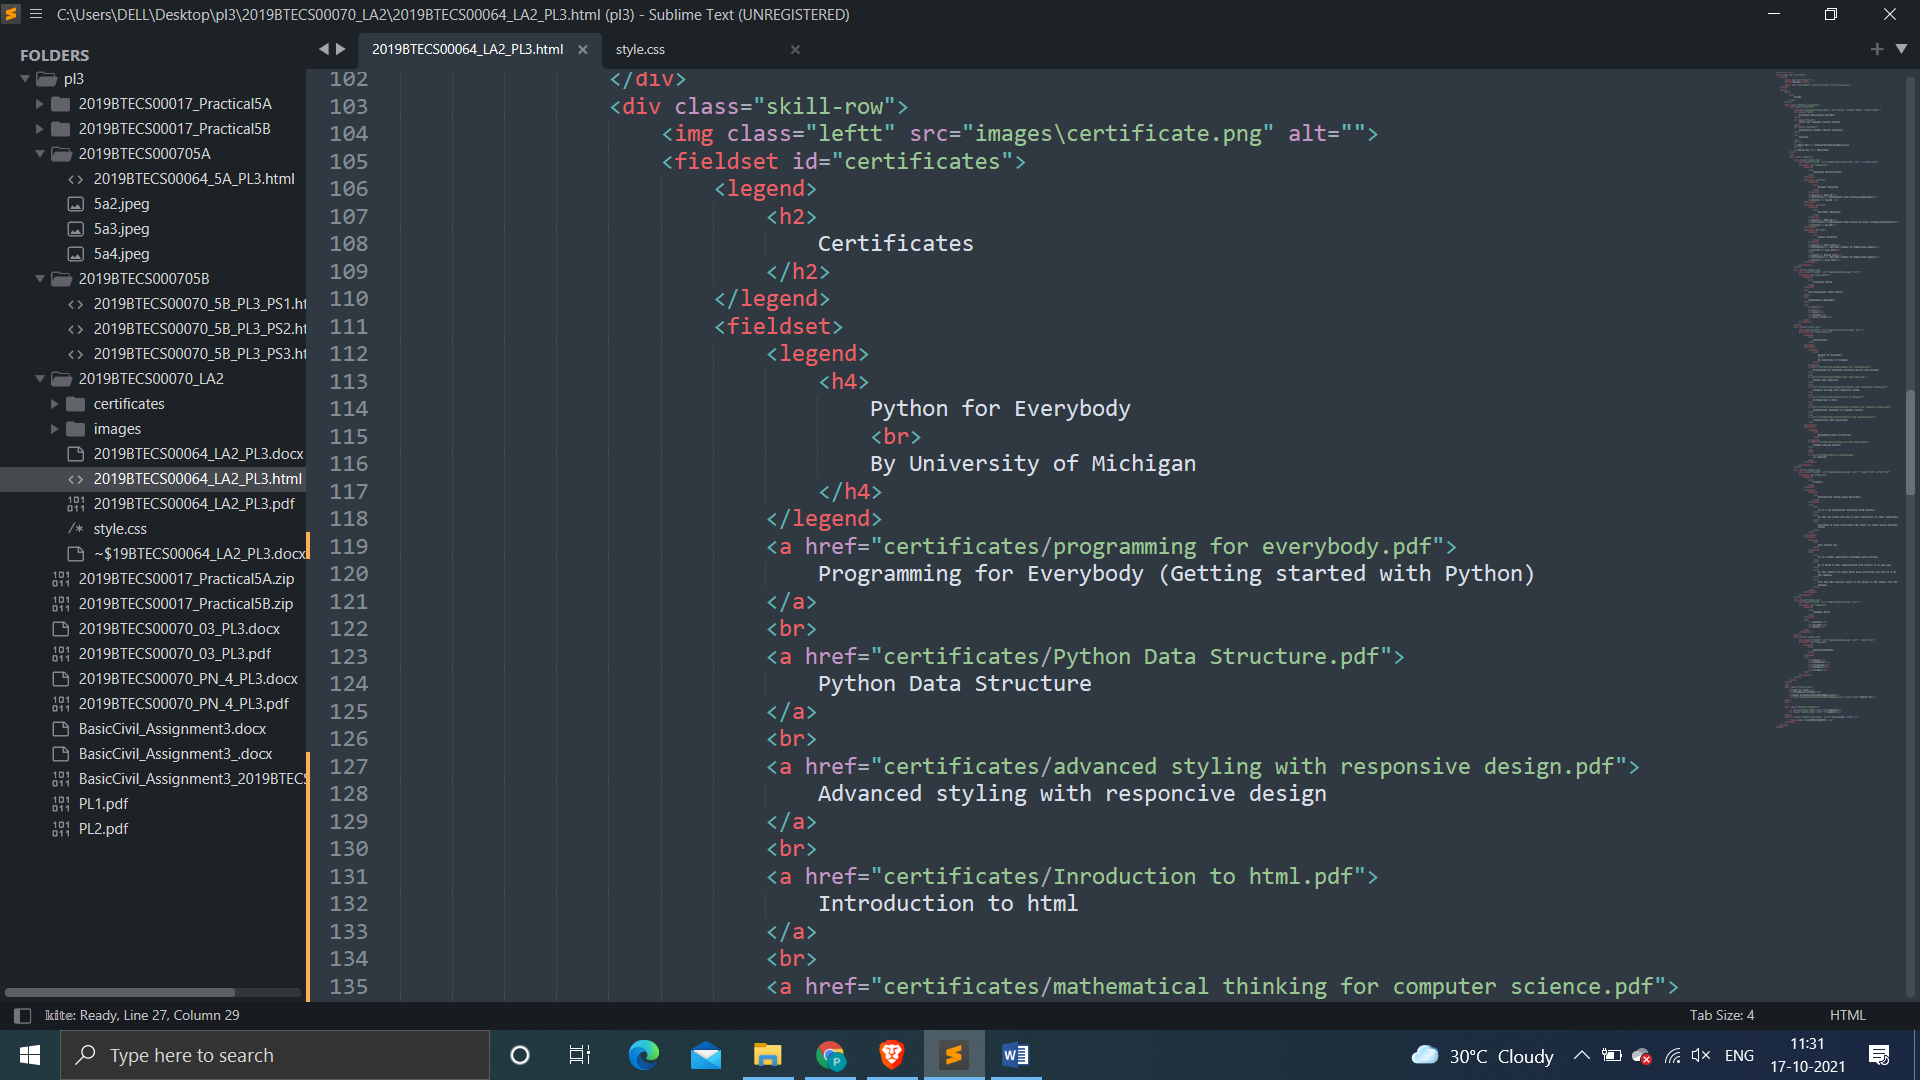 C:\Users\DELL\Desktop\pl3\2019BTECS00070_LA2\2019BTECS00064_LA2_PL3.html (pl3) - Sublime Text (UNREGISTERED)
FOLDERS
pl3
2019BTECS00017_Practical5A
2019BTECS00017_Practical5B
2019BTECS000705A
2019BTECS00064_5A_PL3.html
5a2.jpeg
5a3.jpeg
5a4.jpeg
2019BTECS000705B
2019BTECS00070_5B_PL3_PS1.ht
2019BTECS00070_5B_PL3_PS2.ht
2019BTECS00070_5B_PL3_PS3.ht
2019BTECS00070_LA2
certificates
images
2019BTECS00064_LA2_PL3.docx
2019BTECS00064_LA2_PL3.html
2019BTECS00064_LA2_PL3.pdf
style.css
~$19BTECS00064_LA2_PL3.docx
2019BTECS00017_Practical5A.zip
2019BTECS00017_Practical5B.zip
2019BTECS00070_03_PL3.docx
2019BTECS00070_03_PL3.pdf
2019BTECS00070_PN_4_PL3.docx
2019BTECS00070_PN_4_PL3.pdf
BasicCivil_Assignment3.docx
BasicCivil_Assignment3_.docx
BasicCivil_Assignment3_2019BTECS
PL1.pdf
PL2.pdf
2019BTECS00064_LA2_PL3.html
style.css
102 </div>
103 <div class="skill-row">
104 <img class="leftt" src="images\certificate.png" alt="">
105 <fieldset id="certificates">
106 <legend>
107 <h2>
108 Certificates
109 </h2>
110 </legend>
111 <fieldset>
112 <legend>
113 <h4>
114 Python for Everybody
115 <br>
116 By University of Michigan
117 </h4>
118 </legend>
119 <a href="certificates/programming for everybody.pdf">
120 Programming for Everybody (Getting started with Python)
121 </a>
122 <br>
123 <a href="certificates/Python Data Structure.pdf">
124 Python Data Structure
125 </a>
126 <br>
127 <a href="certificates/advanced styling with responsive design.pdf">
128 Advanced styling with responcive design
129 </a>
130 <br>
131 <a href="certificates/Inroduction to html.pdf">
132 Introduction to html
133 </a>
134 <br>
135 <a href="certificates/mathematical thinking for computer science.pdf">
kite: Ready, Line 27, Column 29
Tab Size: 4
HTML
Type here to search
30°C Cloudy
ENG
11:31
17-10-2021